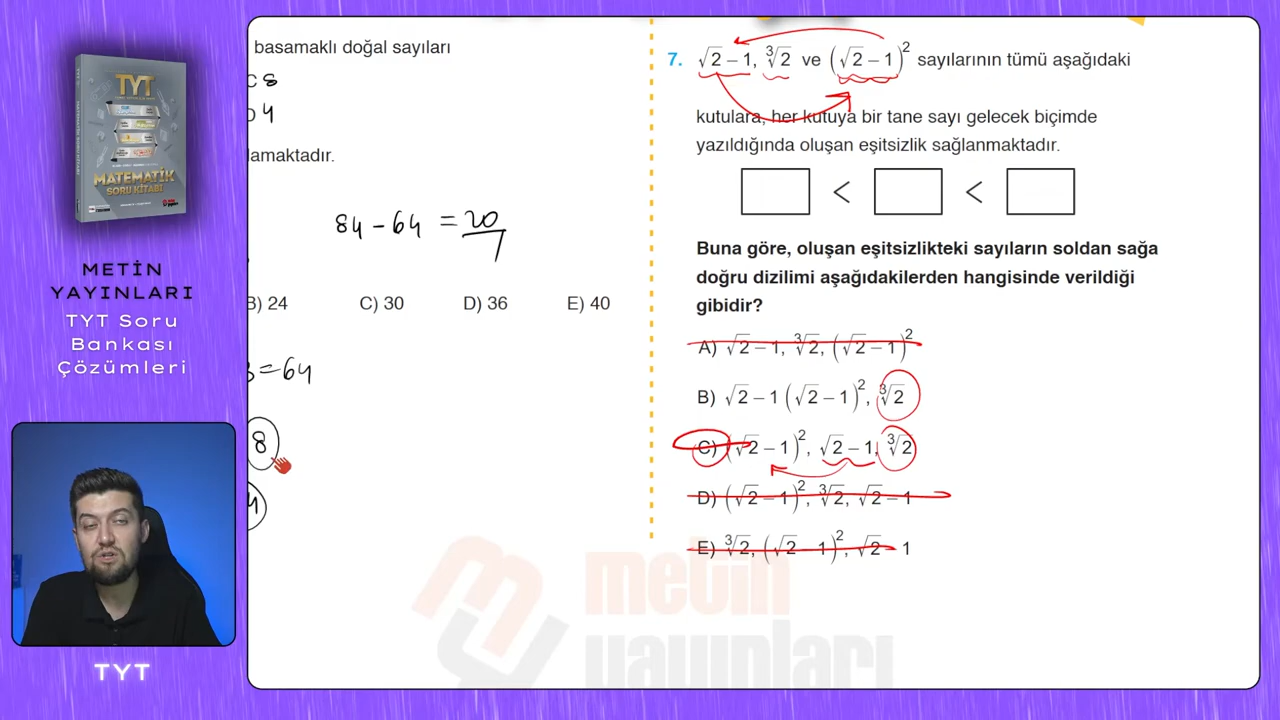 TYT
MATEMATİK
SORU KİTABI
METİN
YAYINLARI
TYT Soru
Bankası
Çözümleri
TYT
basamaklı doğal sayıları
8
4
lamaktadır.
84 - 64 = 20
B) 24 C) 30 D) 36 E) 40
= 64
8
4
7. √2 − 1, ∛2 ve (√2 − 1)² sayılarının tümü aşağıdaki
kutulara, her kutuya bir tane sayı gelecek biçimde
yazıldığında oluşan eşitsizlik sağlanmaktadır.
< <
Buna göre, oluşan eşitsizlikteki sayıların soldan sağa
doğru dizilimi aşağıdakilerden hangisinde verildiği
gibidir?
A) √2 − 1, ∛2, (√2 − 1)²
B) √2 − 1 (√2 − 1)², ∛2
C) (√2 − 1)², √2 − 1, ∛2
D) (√2 − 1)², ∛2, √2 − 1
E) ∛2, (√2 − 1)², √2 − 1
metin
yayınları